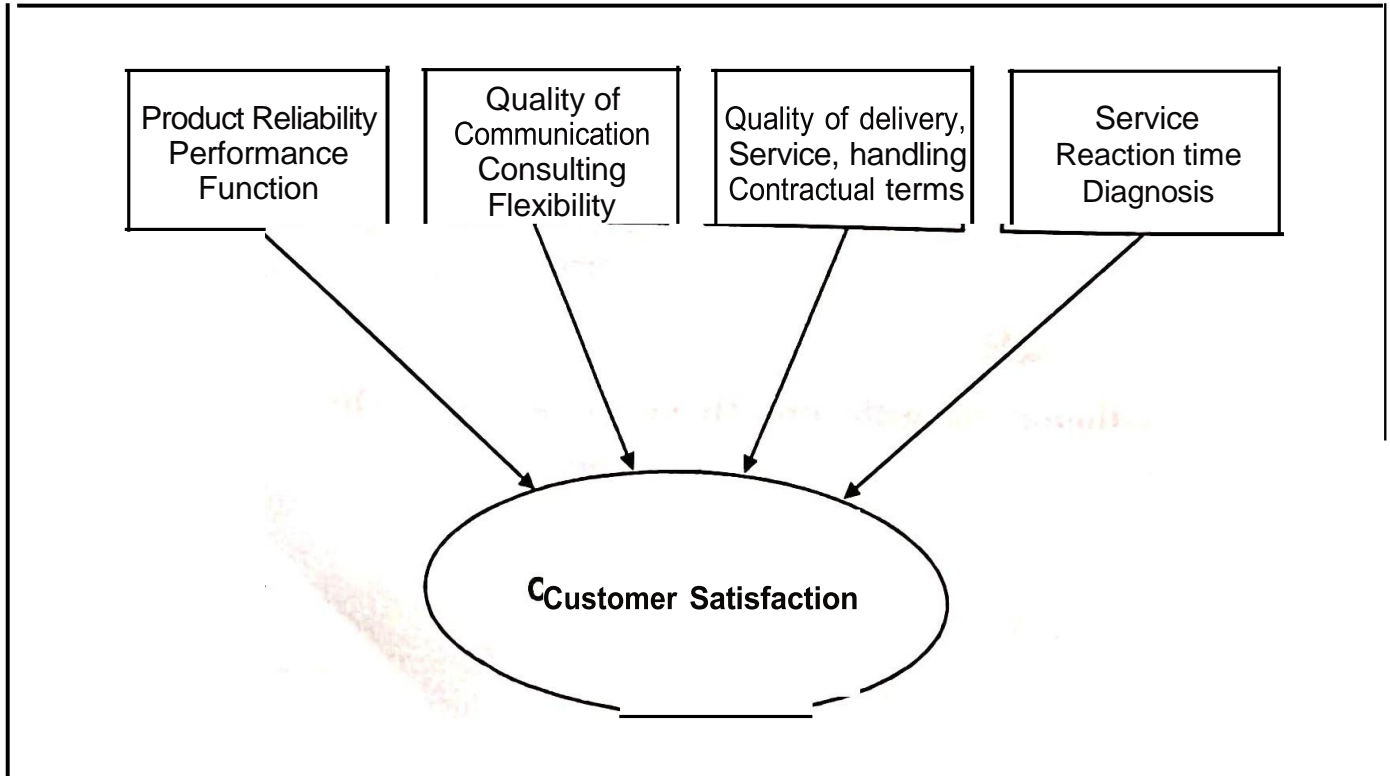 Product Reliability
Performance
Function
Quality of
Communication
Consulting
Flexibility
Quality of delivery,
Service, handling
Contractual terms
Service
Reaction time
Diagnosis
cCustomer Satisfaction